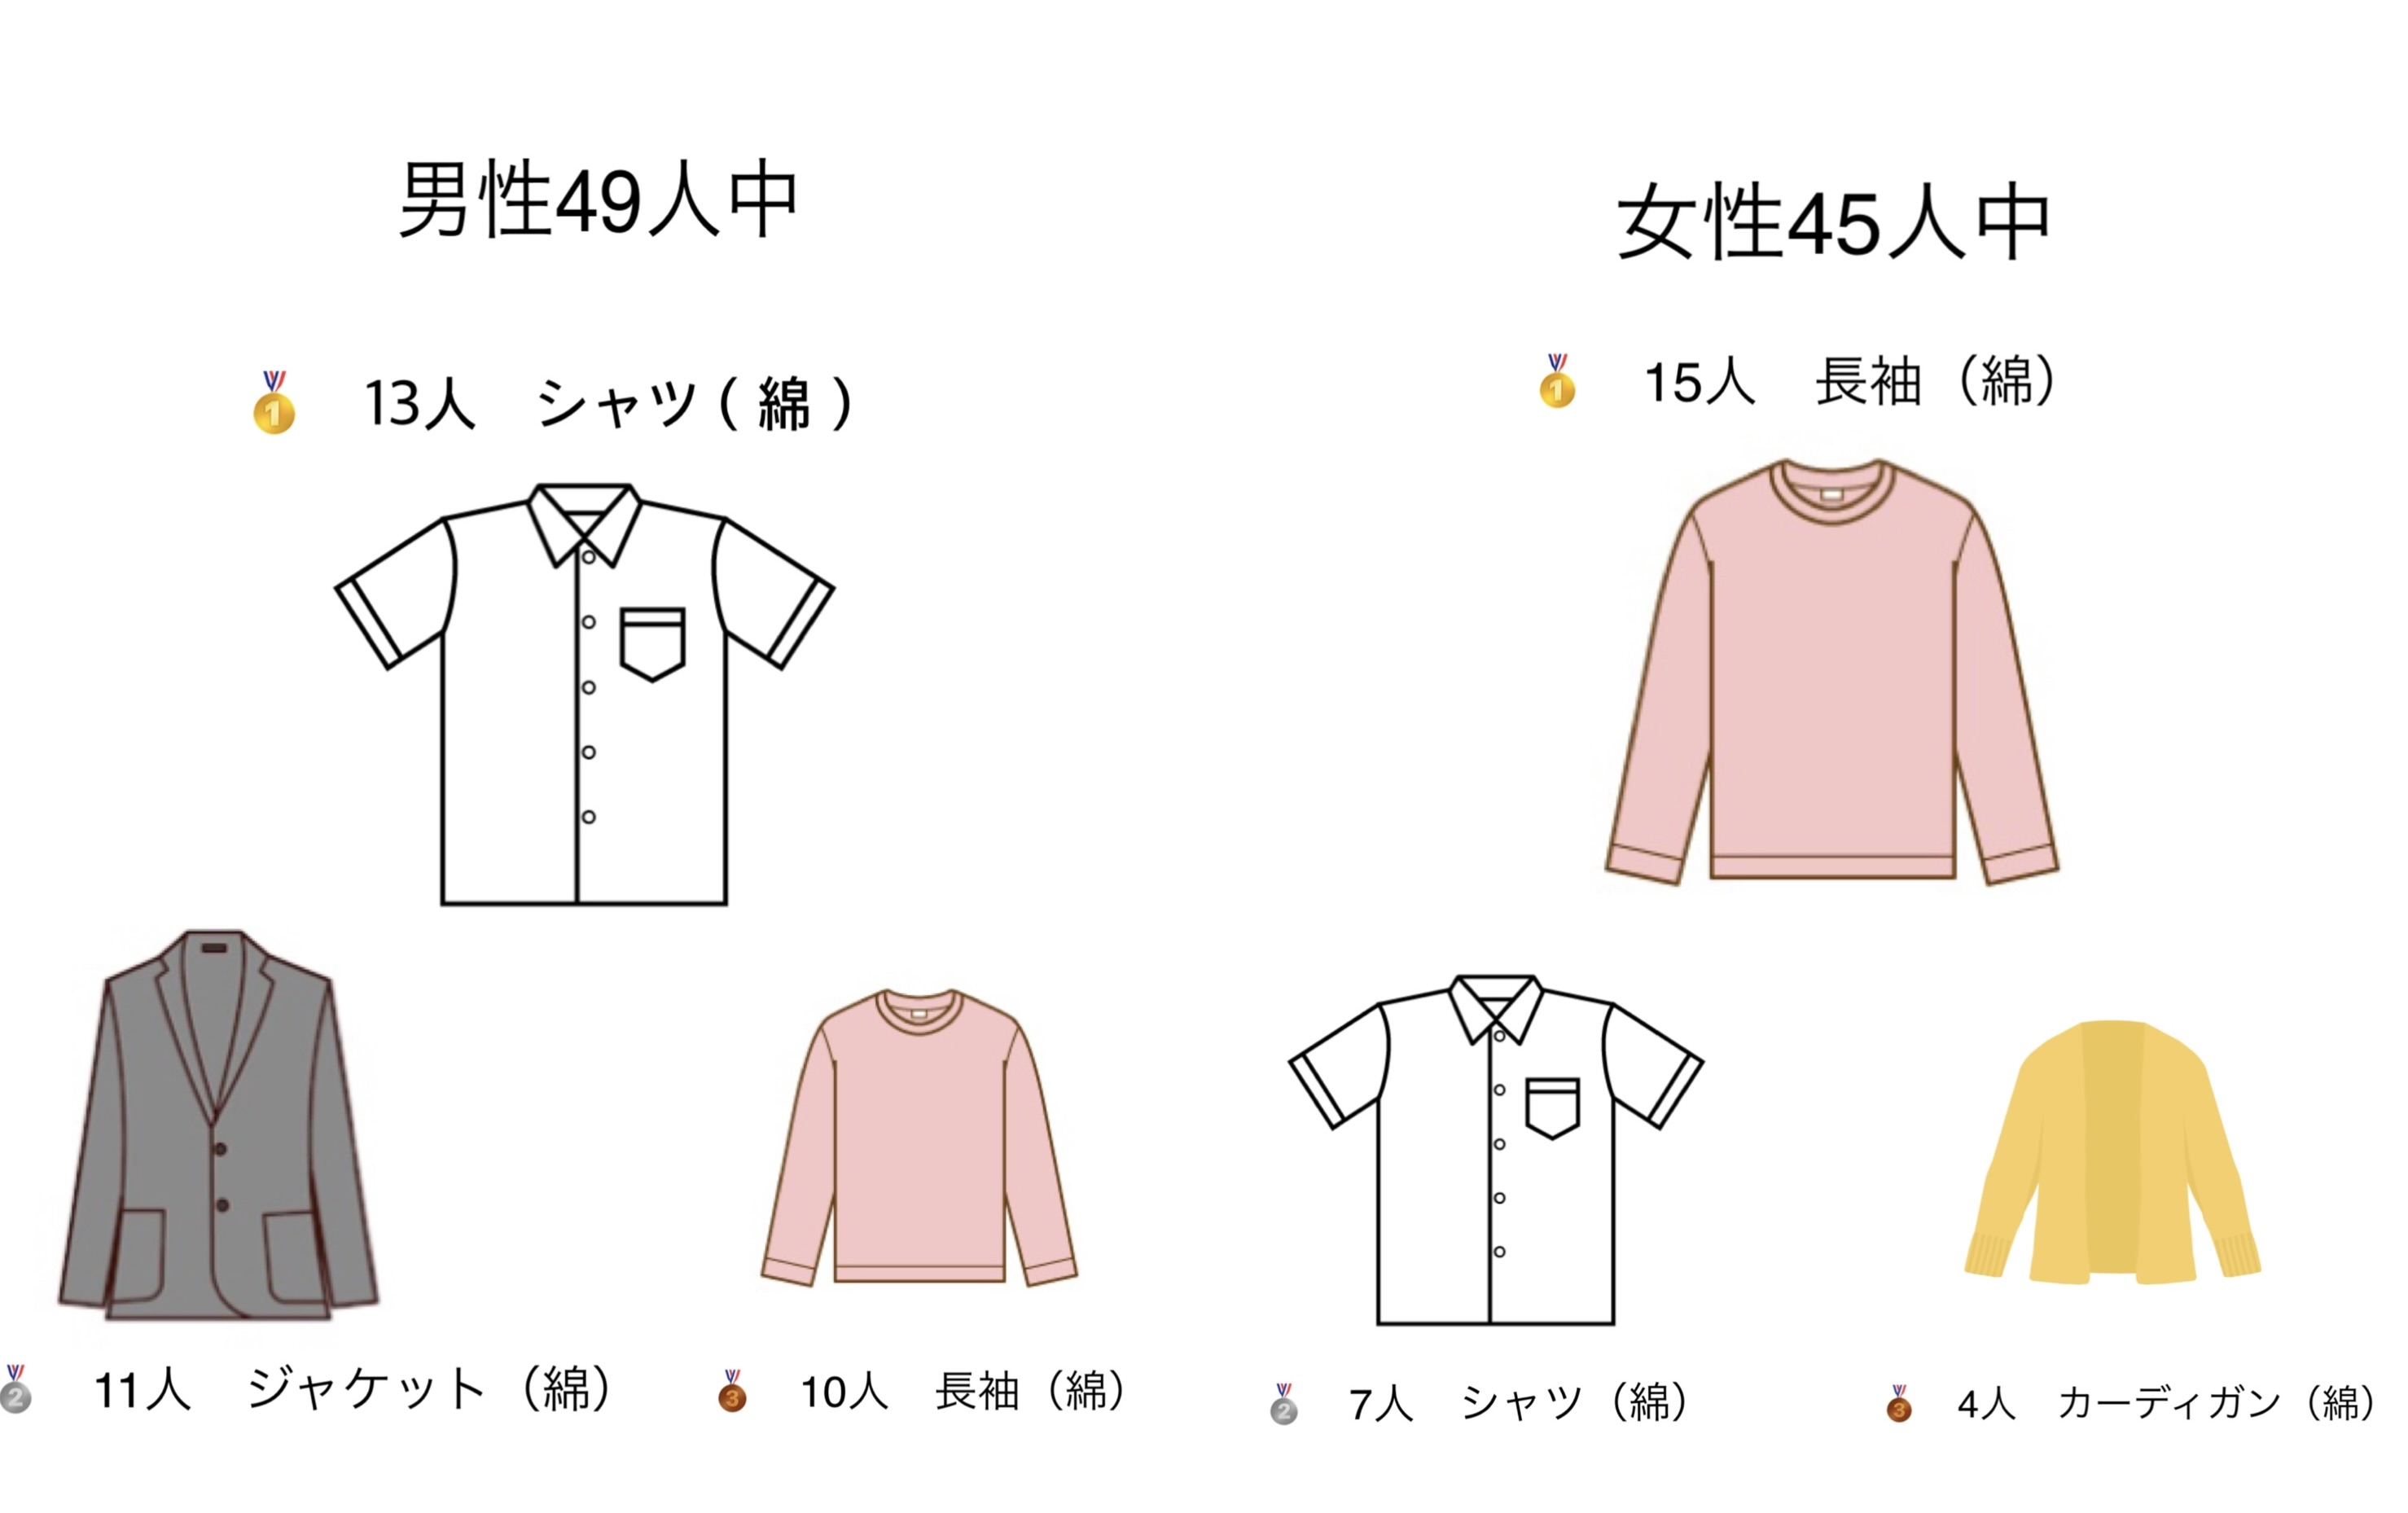 男性49人中
🥇 13人 シャツ(綿)
🥈 11人 ジャケット（綿）
🥉 10人 長袖（綿）
女性45人中
🥇 15人 長袖（綿）
🥈 7人 シャツ（綿）
🥉 4人 カーディガン（綿）